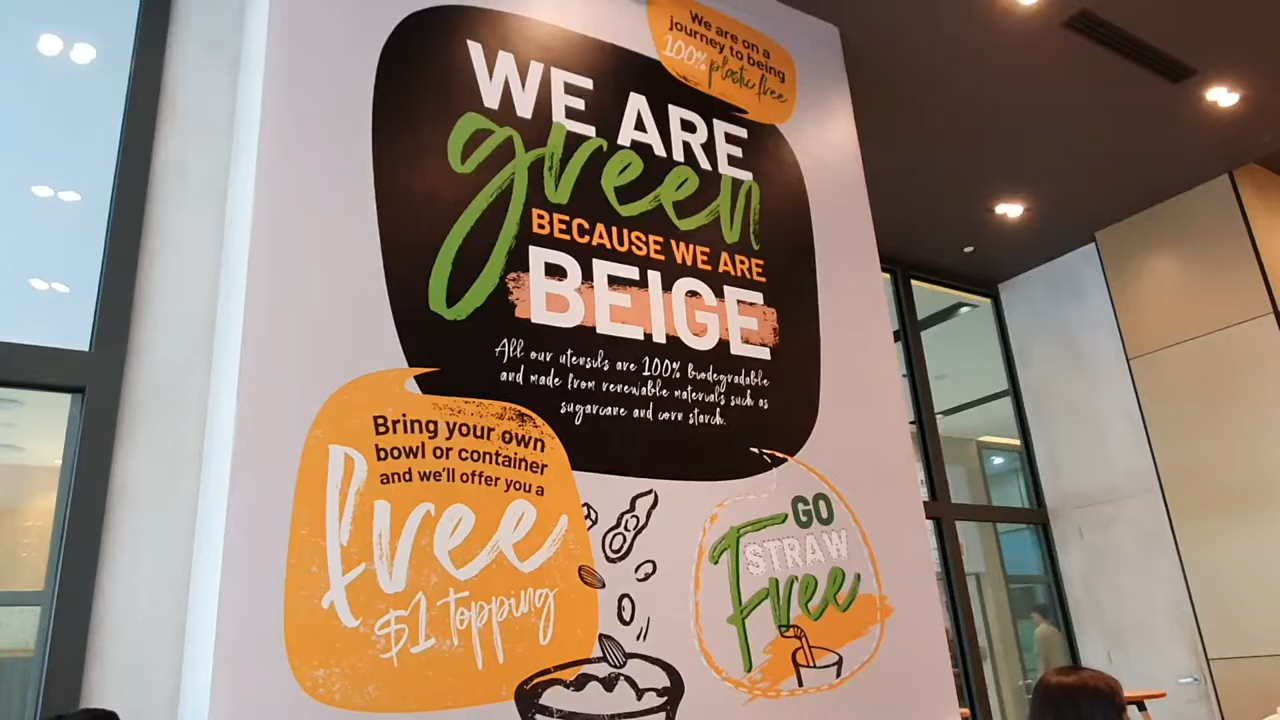 We are on a
journey to being
100% plastic free
WE ARE
green
BECAUSE WE ARE
BEIGE
All our utensils are 100% biodegradable
and made from renewable materials such as
sugarcane and corn starch.
Bring your own
bowl or container
and we'll offer you a
free
$1 topping
GO
STRAW
Free